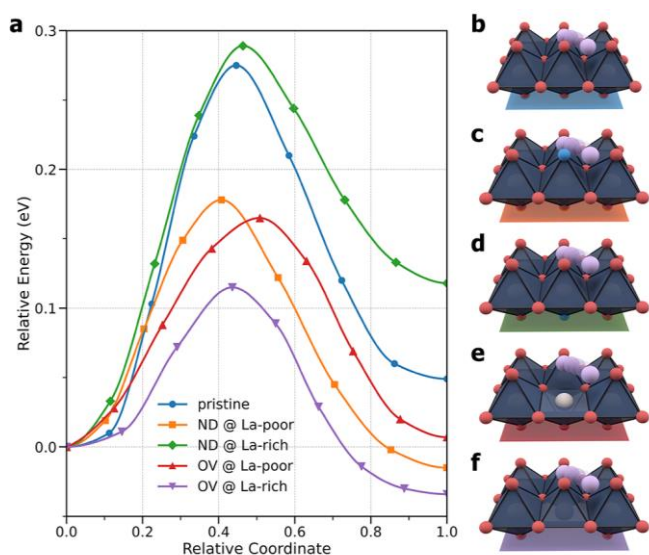 a
0.3
0.2
0.1
0.0
Relative Energy (eV)
pristine
ND @ La-poor
ND @ La-rich
OV @ La-poor
OV @ La-rich
0.0 0.2 0.4 0.6 0.8 1.0
Relative Coordinate
b
c
d
e
f